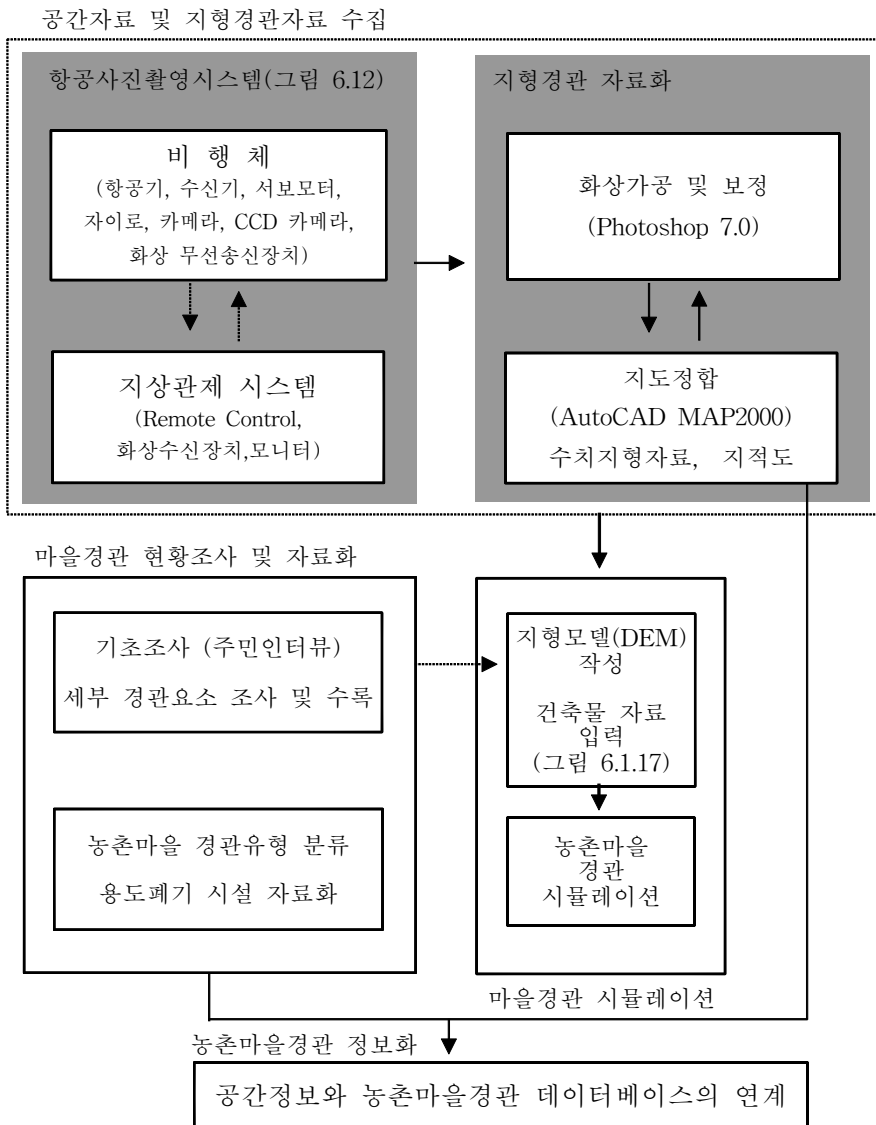 공간자료 및 지형경관자료 수집
항공사진촬영시스템(그림 6.12)
비 행 체
(항공기, 수신기, 서보모터,
자이로, 카메라, CCD 카메라,
화상 무선송신장치)
지상관제 시스템
(Remote Control,
화상수신장치,모니터)
지형경관 자료화
화상가공 및 보정
(Photoshop 7.0)
지도정합
(AutoCAD MAP2000)
수치지형자료, 지적도
마을경관 현황조사 및 자료화
기초조사 (주민인터뷰)
세부 경관요소 조사 및 수록
농촌마을 경관유형 분류
용도폐기 시설 자료화
지형모델(DEM)
작성
건축물 자료
입력
(그림 6.1.17)
농촌마을
경관
시뮬레이션
마을경관 시뮬레이션
농촌마을경관 정보화
공간정보와 농촌마을경관 데이터베이스의 연계